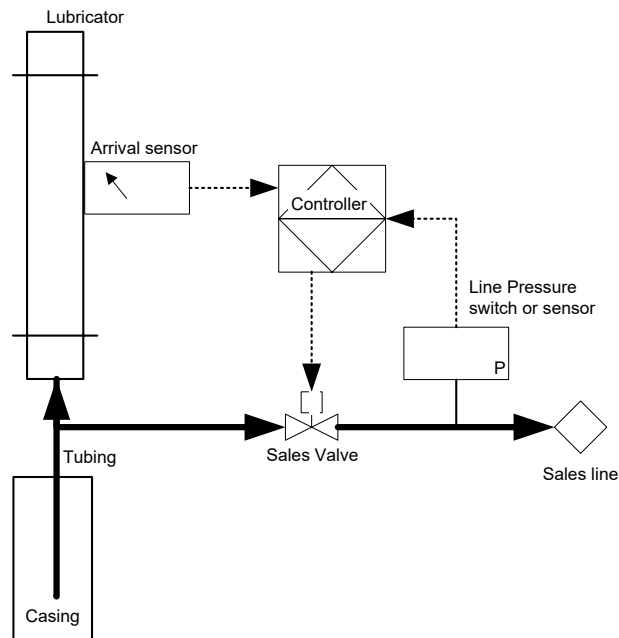 Lubricator
Arrival sensor
Controller
Line Pressure
switch or sensor
P
Tubing
Sales Valve
Sales line
Casing